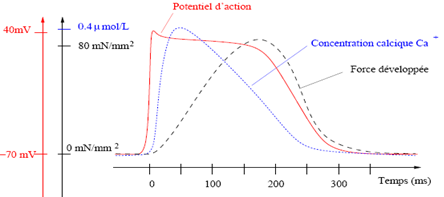 Potentiel d'action
40mV
0.4 μ mol/L
80 mN/mm²
Concentration calcique Ca +
Force développée
0 mN/mm²
−70 mV
0
100
200
300
Temps (ms)